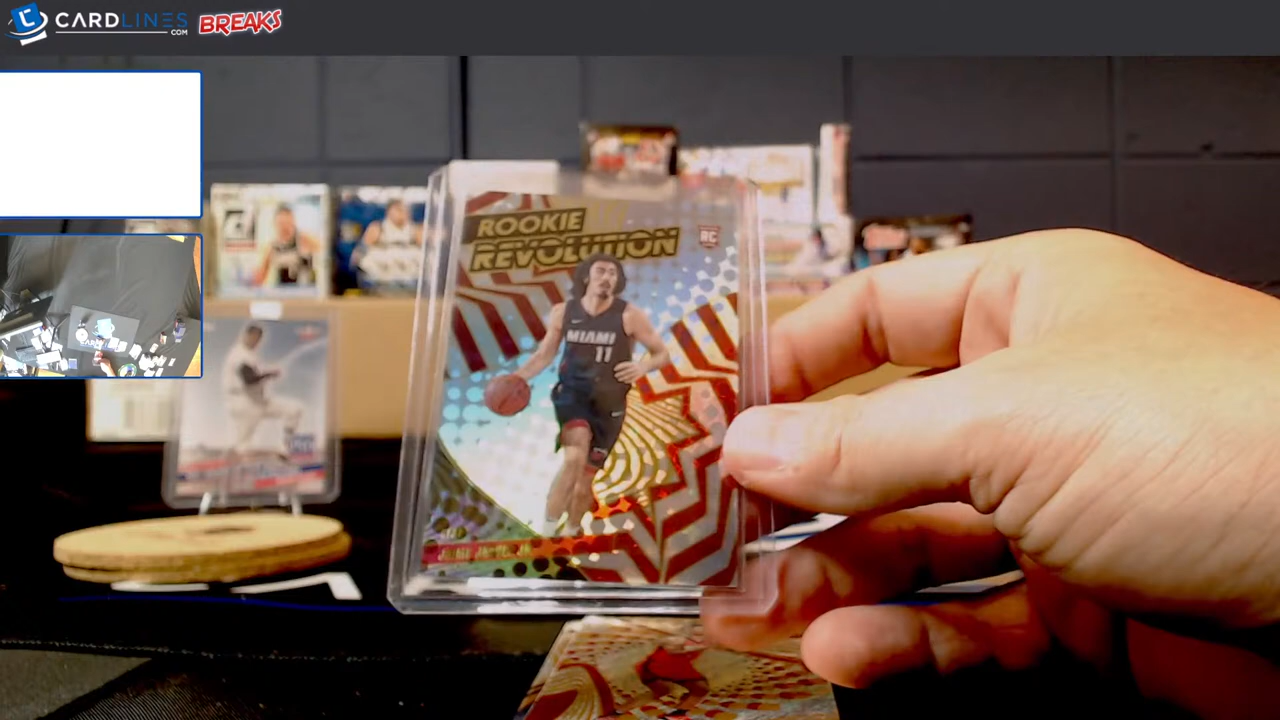 CARDLINES
.COM
BREAKS
ROOKIE
REVOLUTION
RC
MIAMI
11